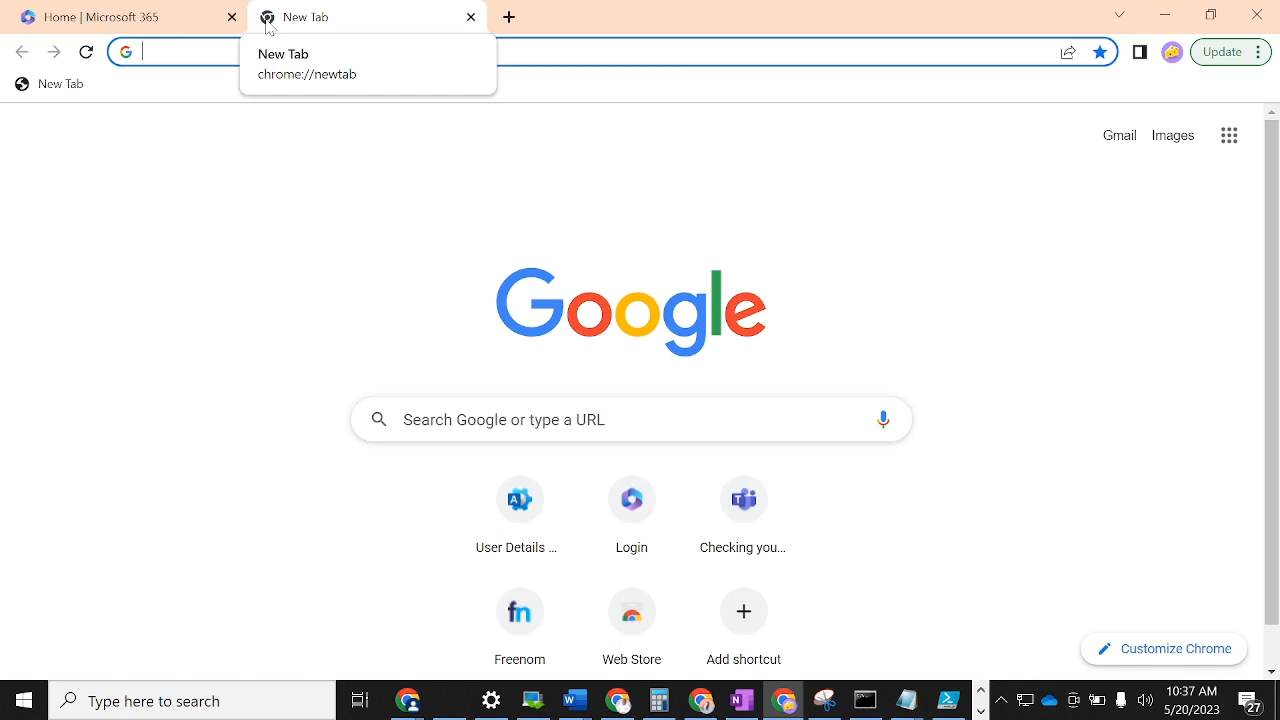 Home | Microsoft 365
New Tab
Update
New Tab
chrome://newtab
New Tab
Gmail Images
Google
Search Google or type a URL
User Details ...
Login
Checking you...
Freenom
Web Store
Add shortcut
Customize Chrome
Type here to search
10:37 AM
5/20/2023
27